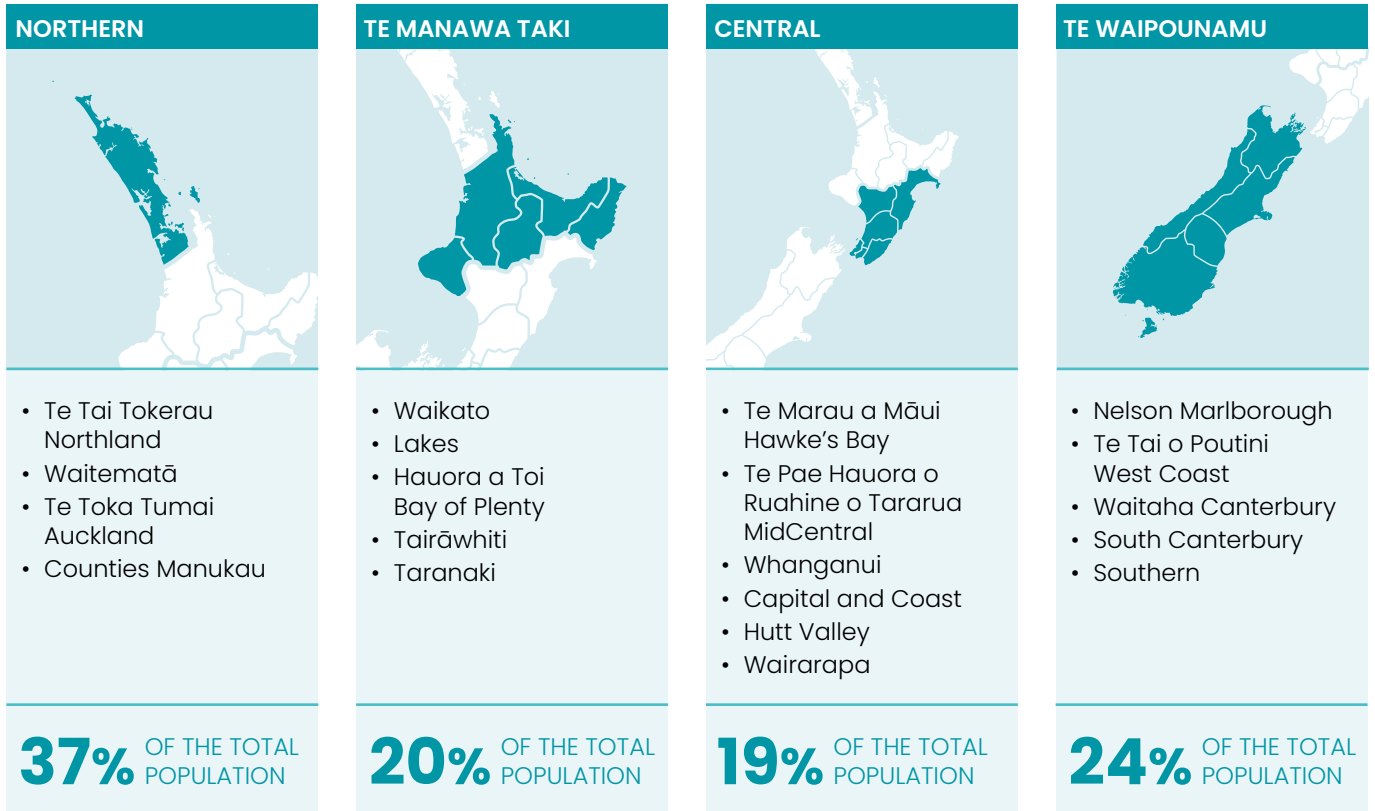 NORTHERN
• Te Tai Tokerau
Northland
• Waitematā
• Te Toka Tumai
Auckland
• Counties Manukau
37% OF THE TOTAL
POPULATION
TE MANAWA TAKI
• Waikato
• Lakes
• Hauora a Toi
Bay of Plenty
• Tairāwhiti
• Taranaki
20% OF THE TOTAL
POPULATION
CENTRAL
• Te Marau a Māui
Hawke’s Bay
• Te Pae Hauora o
Ruahine o Tararua
MidCentral
• Whanganui
• Capital and Coast
• Hutt Valley
• Wairarapa
19% OF THE TOTAL
POPULATION
TE WAIPOUNAMU
• Nelson Marlborough
• Te Tai o Poutini
West Coast
• Waitaha Canterbury
• South Canterbury
• Southern
24% OF THE TOTAL
POPULATION